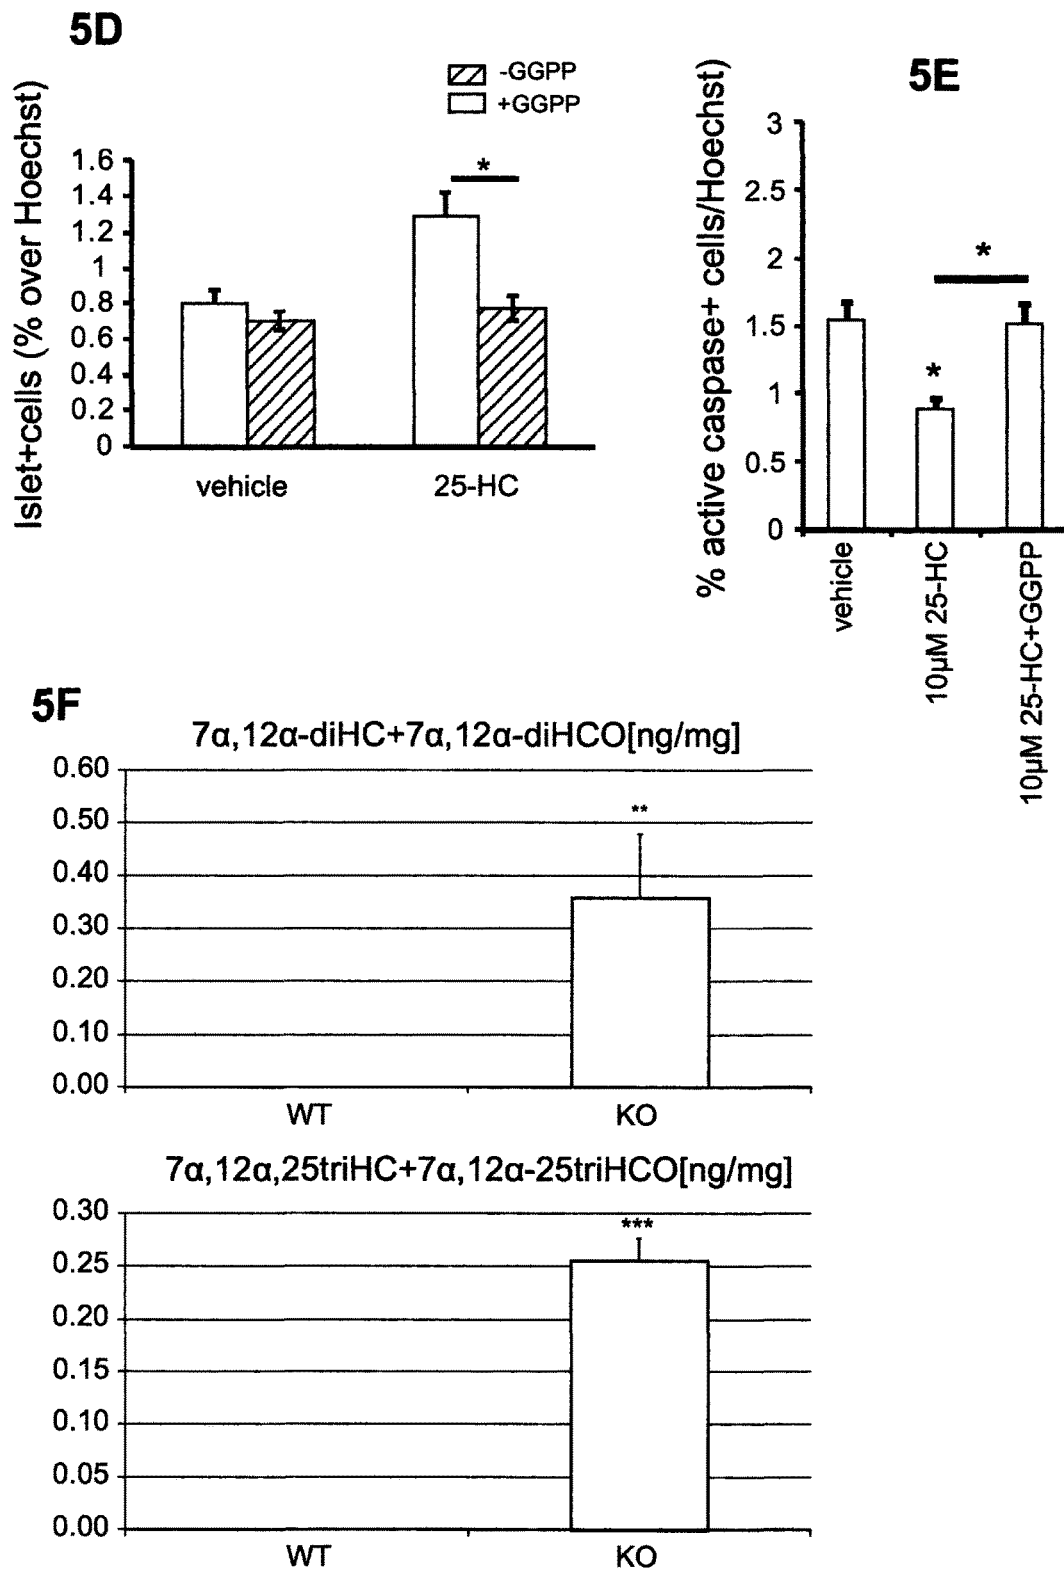 5D
-GGPP
+GGPP
Islet+cells (% over Hoechst)
1.6
1.4
1.2
1
0.8
0.6
0.4
0.2
0
*
vehicle
25-HC
5E
% active caspase+ cells/Hoechst
3
2.5
2
1.5
1
0.5
0
*
*
vehicle
10µM 25-HC
10µM 25-HC+GGPP
5F
7α,12α-diHC+7α,12α-diHCO[ng/mg]
0.60
0.50
0.40
0.30
0.20
0.10
0.00
**
WT
KO
7α,12α,25triHC+7α,12α-25triHCO[ng/mg]
0.30
0.25
0.20
0.15
0.10
0.05
0.00
***
WT
KO